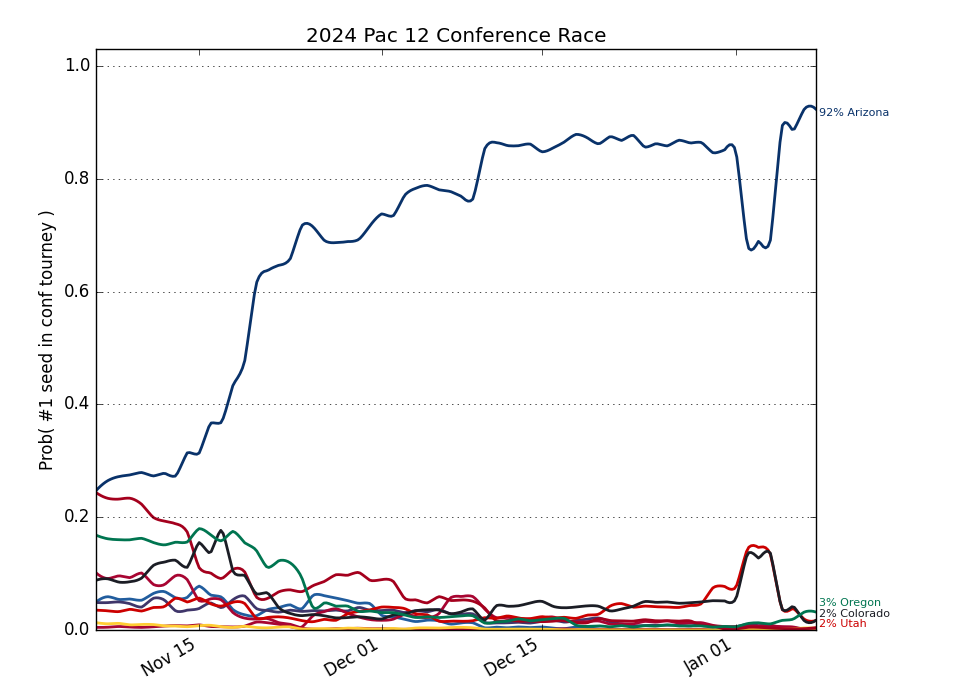 2024 Pac 12 Conference Race
Prob( #1 seed in conf tourney )
1.0
0.8
0.6
0.4
0.2
0.0
Nov 15
Dec 01
Dec 15
Jan 01
92% Arizona
3% Oregon
2% Colorado
2% Utah